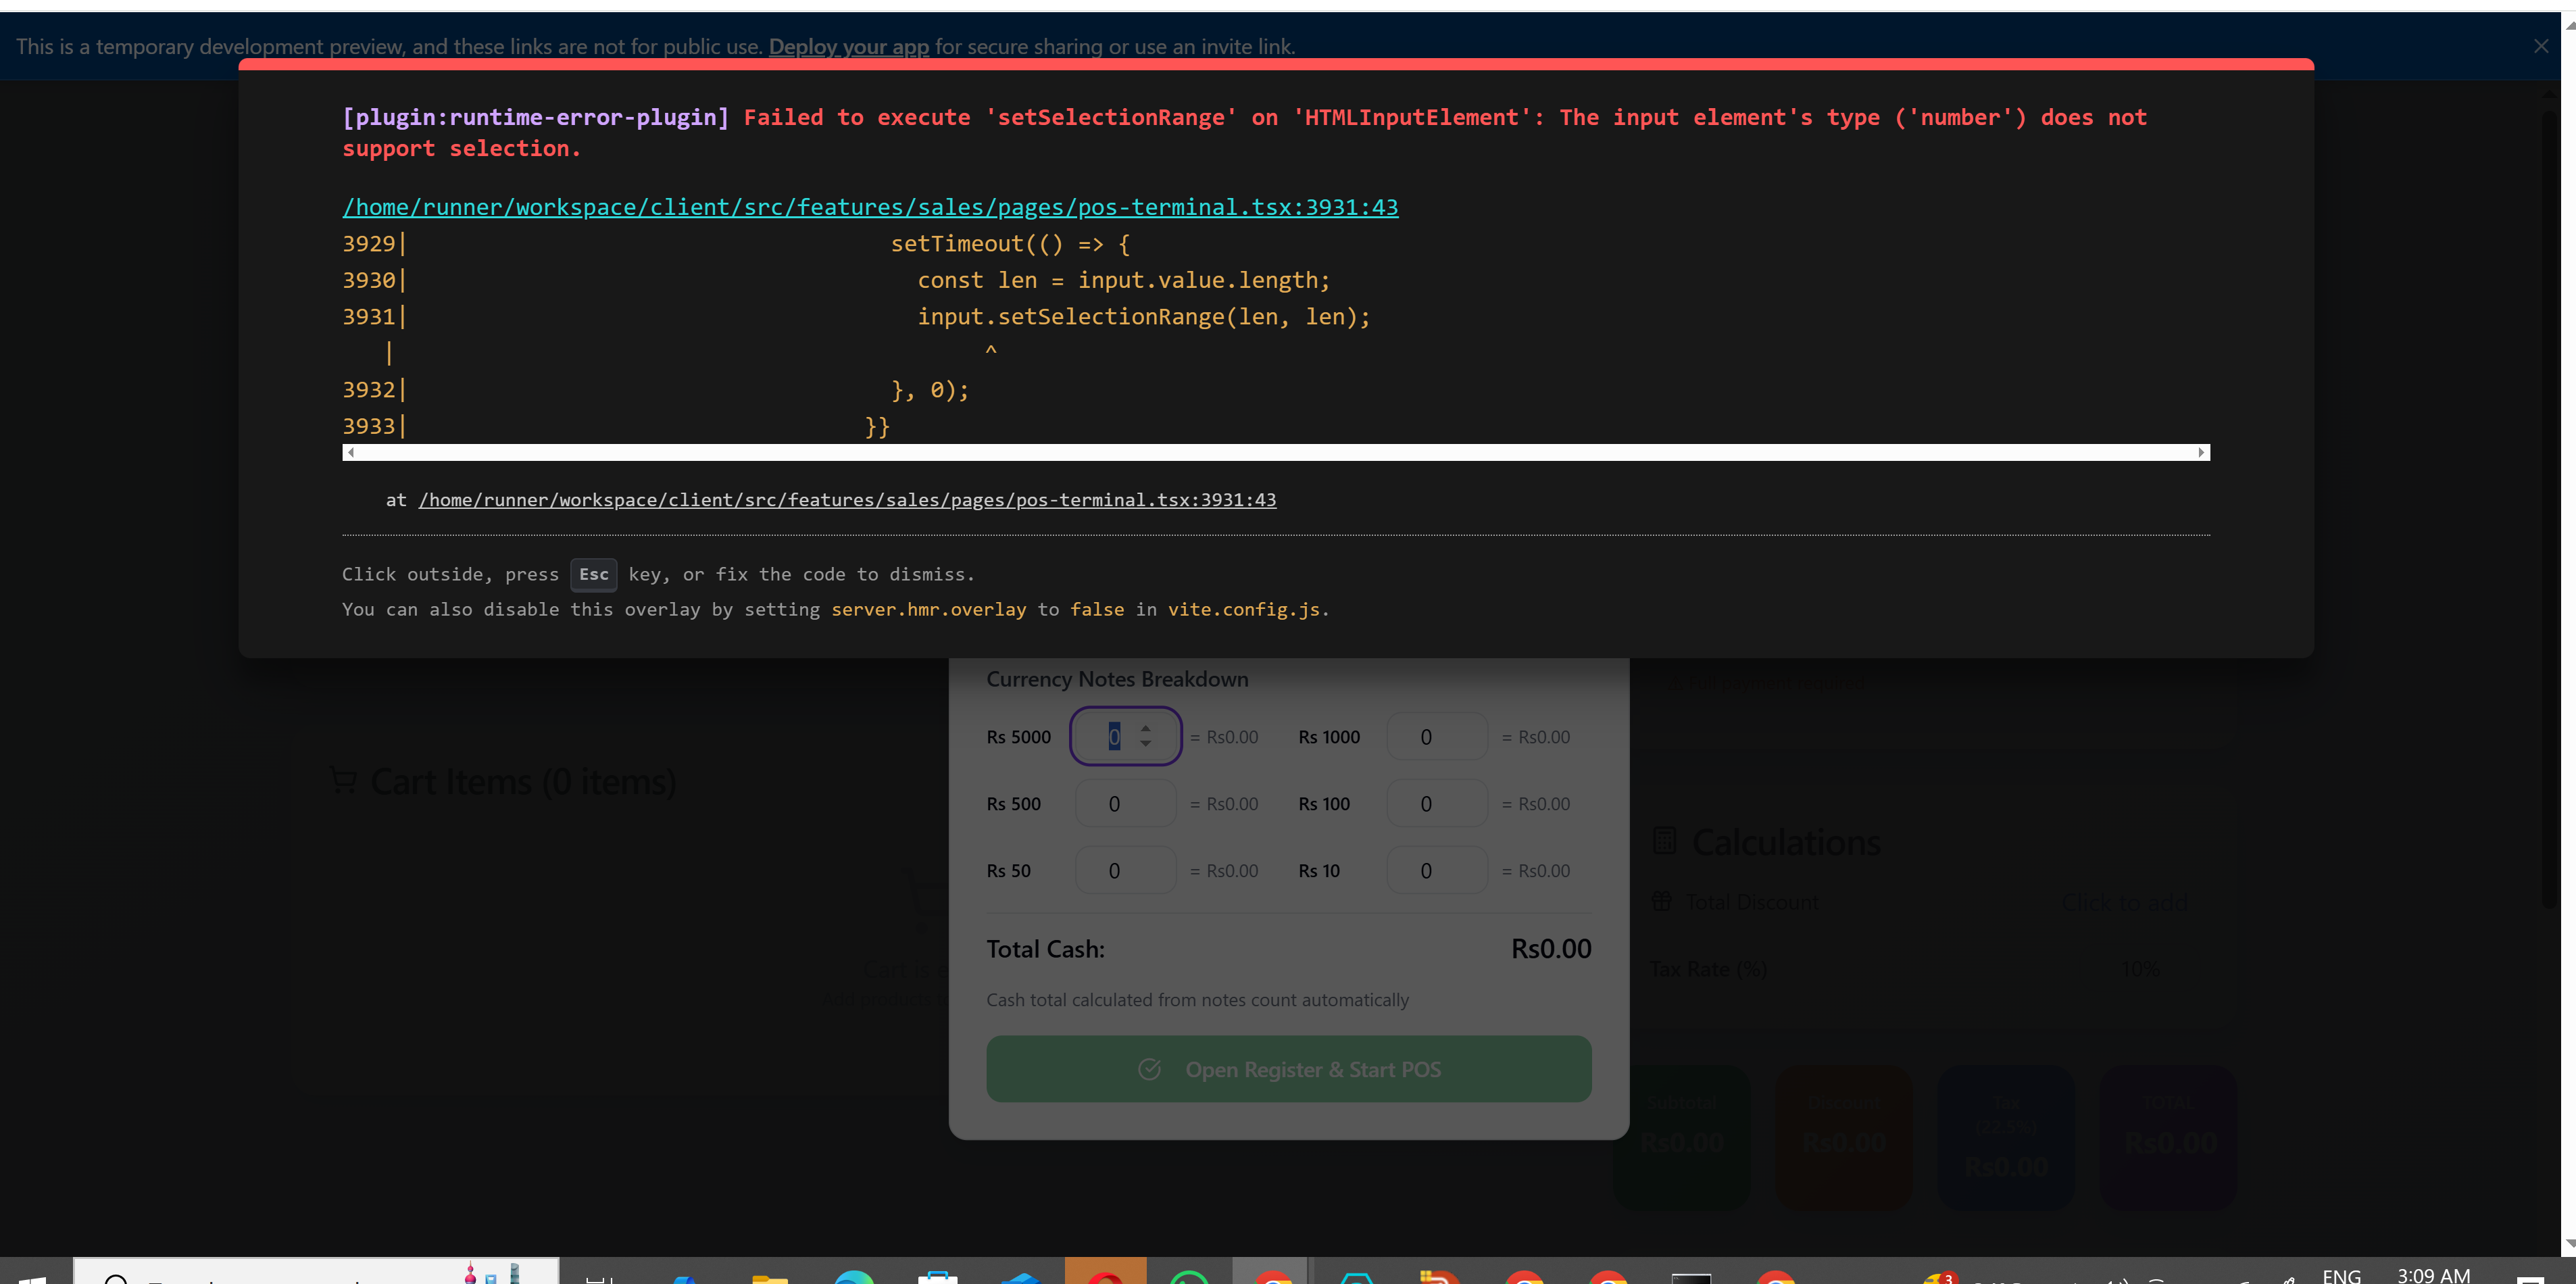 This is a temporary development preview, and these links are not for public use. Deploy your app for secure sharing or use an invite link.
[plugin:runtime-error-plugin] Failed to execute 'setSelectionRange' on 'HTMLInputElement': The input element's type ('number') does not
support selection.
/home/runner/workspace/client/src/features/sales/pages/pos-terminal.tsx:3931:43
3929| setTimeout(() => {
3930| const len = input.value.length;
3931| input.setSelectionRange(len, len);
| ^
3932| }, 0);
3933| }}
at /home/runner/workspace/client/src/features/sales/pages/pos-terminal.tsx:3931:43
Click outside, press Esc key, or fix the code to dismiss.
You can also disable this overlay by setting server.hmr.overlay to false in vite.config.js.
Currency Notes Breakdown
Rs 5000 0 = Rs0.00 Rs 1000 0 = Rs0.00
Cart Items (0 items)
Rs 500 0 = Rs0.00 Rs 100 0 = Rs0.00
Calculations
Rs 50 0 = Rs0.00 Rs 10 0 = Rs0.00
Total Discount Click to add
Total Cash: Rs0.00
Tax Rate (%) 10%
Cash total calculated from notes count automatically
Open Register & Start POS
Subtotal Discount Tax TOTAL
Rs0.00 Rs0.00 Rs0.00 Rs0.00
3
ENG 3:09 AM